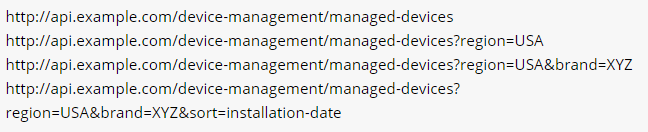 http://api.example.com/device-management/managed-devices
http://api.example.com/device-management/managed-devices?region=USA
http://api.example.com/device-management/managed-devices?region=USA&brand=XYZ
http://api.example.com/device-management/managed-devices?
region=USA&brand=XYZ&sort=installation-date